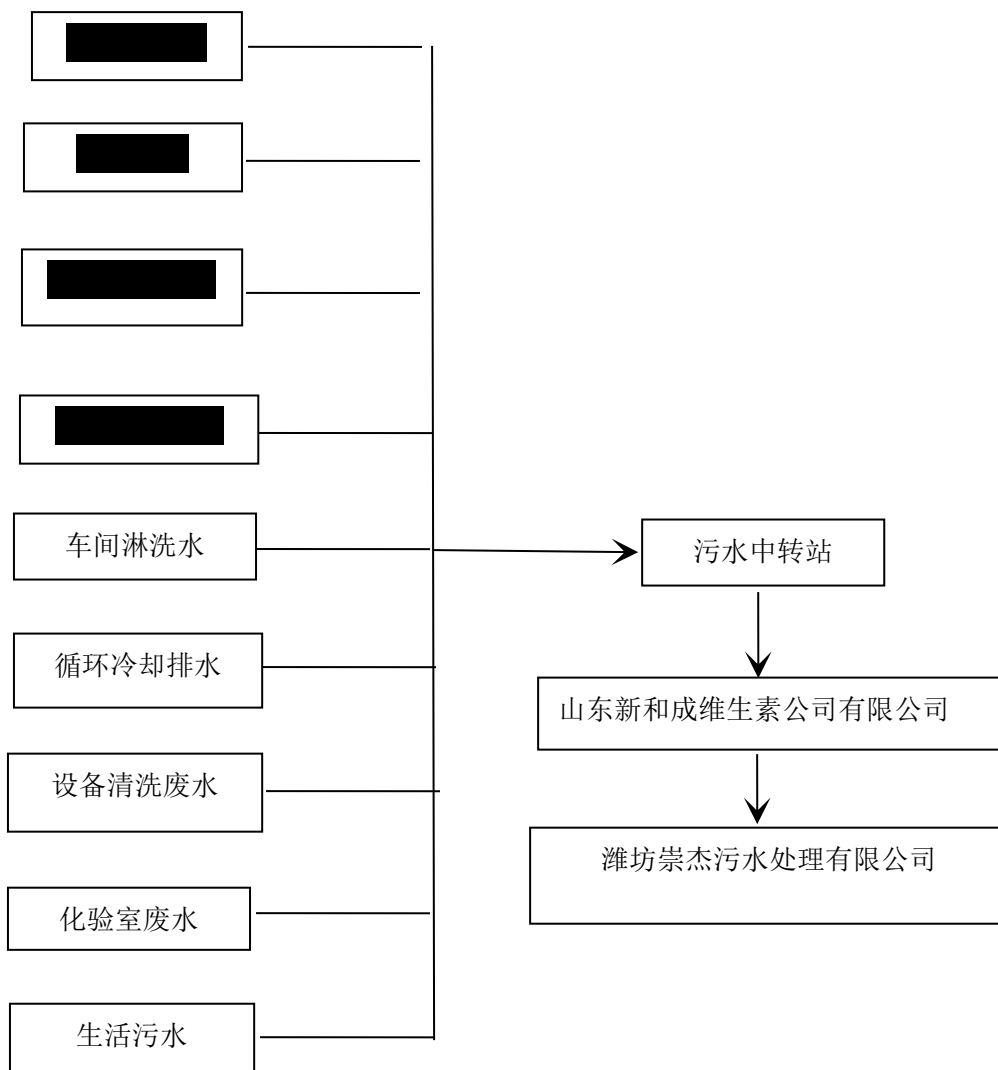 车间淋洗水
污水中转站
循环冷却排水
山东新和成维生素公司有限公司
设备清洗废水
潍坊崇杰污水处理有限公司
化验室废水
生活污水